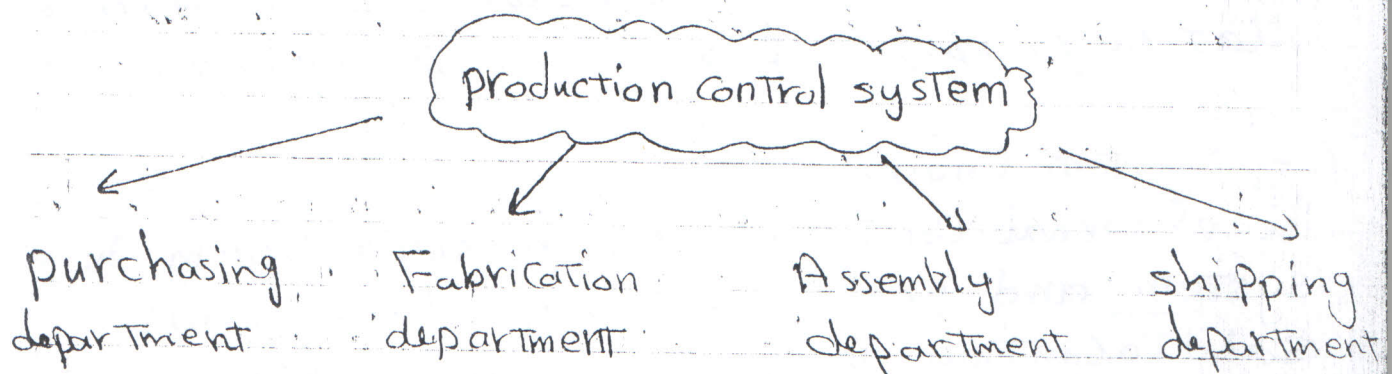 production control system
purchasing Fabrication Assembly shipping
department department department department